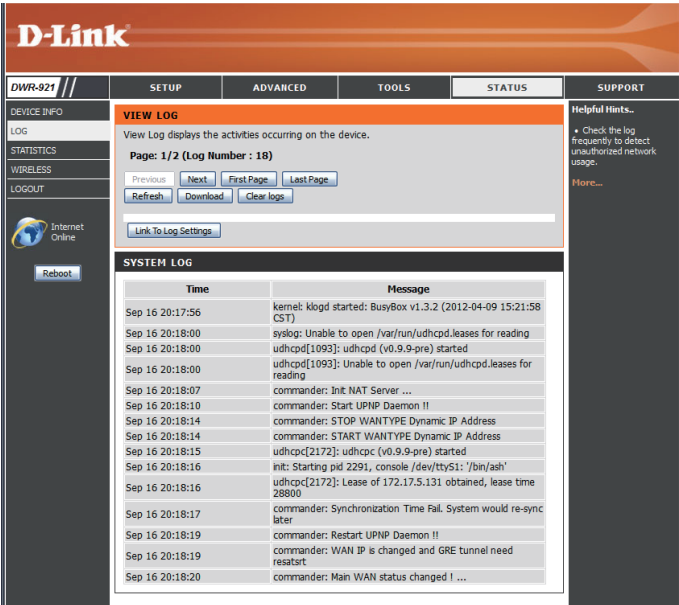 D-Link
DWR-921 // SETUP ADVANCED TOOLS STATUS SUPPORT
DEVICE INFO
LOG
STATISTICS
WIRELESS
LOGOUT
Internet
Online
Reboot
VIEW LOG
View Log displays the activities occurring on the device.
Page: 1/2 (Log Number : 18)
Previous Next First Page Last Page
Refresh Download Clear logs
Link To Log Settings
SYSTEM LOG
Time Message
Sep 16 20:17:56 kernel: klogd started: BusyBox v1.3.2 (2012-04-09 15:21:58
CST)
Sep 16 20:18:00 syslog: Unable to open /var/run/udhcpd.leases for reading
Sep 16 20:18:00 udhcpd[1093]: udhcpd (v0.9.9-pre) started
Sep 16 20:18:00 udhcpd[1093]: Unable to open /var/run/udhcpd.leases for
reading
Sep 16 20:18:07 commander: Init NAT Server ...
Sep 16 20:18:10 commander: Start UPNP Daemon !!
Sep 16 20:18:14 commander: STOP WANTYPE Dynamic IP Address
Sep 16 20:18:14 commander: START WANTYPE Dynamic IP Address
Sep 16 20:18:15 udhcpc[2172]: udhcpc (v0.9.9-pre) started
Sep 16 20:18:16 init: Starting pid 2291, console /dev/ttyS1: '/bin/ash'
Sep 16 20:18:16 udhcpc[2172]: Lease of 172.17.5.131 obtained, lease time
28800
Sep 16 20:18:17 commander: Synchronization Time Fail. System would re-sync
later
Sep 16 20:18:19 commander: Restart UPNP Daemon !!
Sep 16 20:18:19 commander: WAN IP is changed and GRE tunnel need
resatsrt
Sep 16 20:18:20 commander: Main WAN status changed ! ...
Helpful Hints..
• Check the log
frequently to detect
unauthorized network
usage.
More...